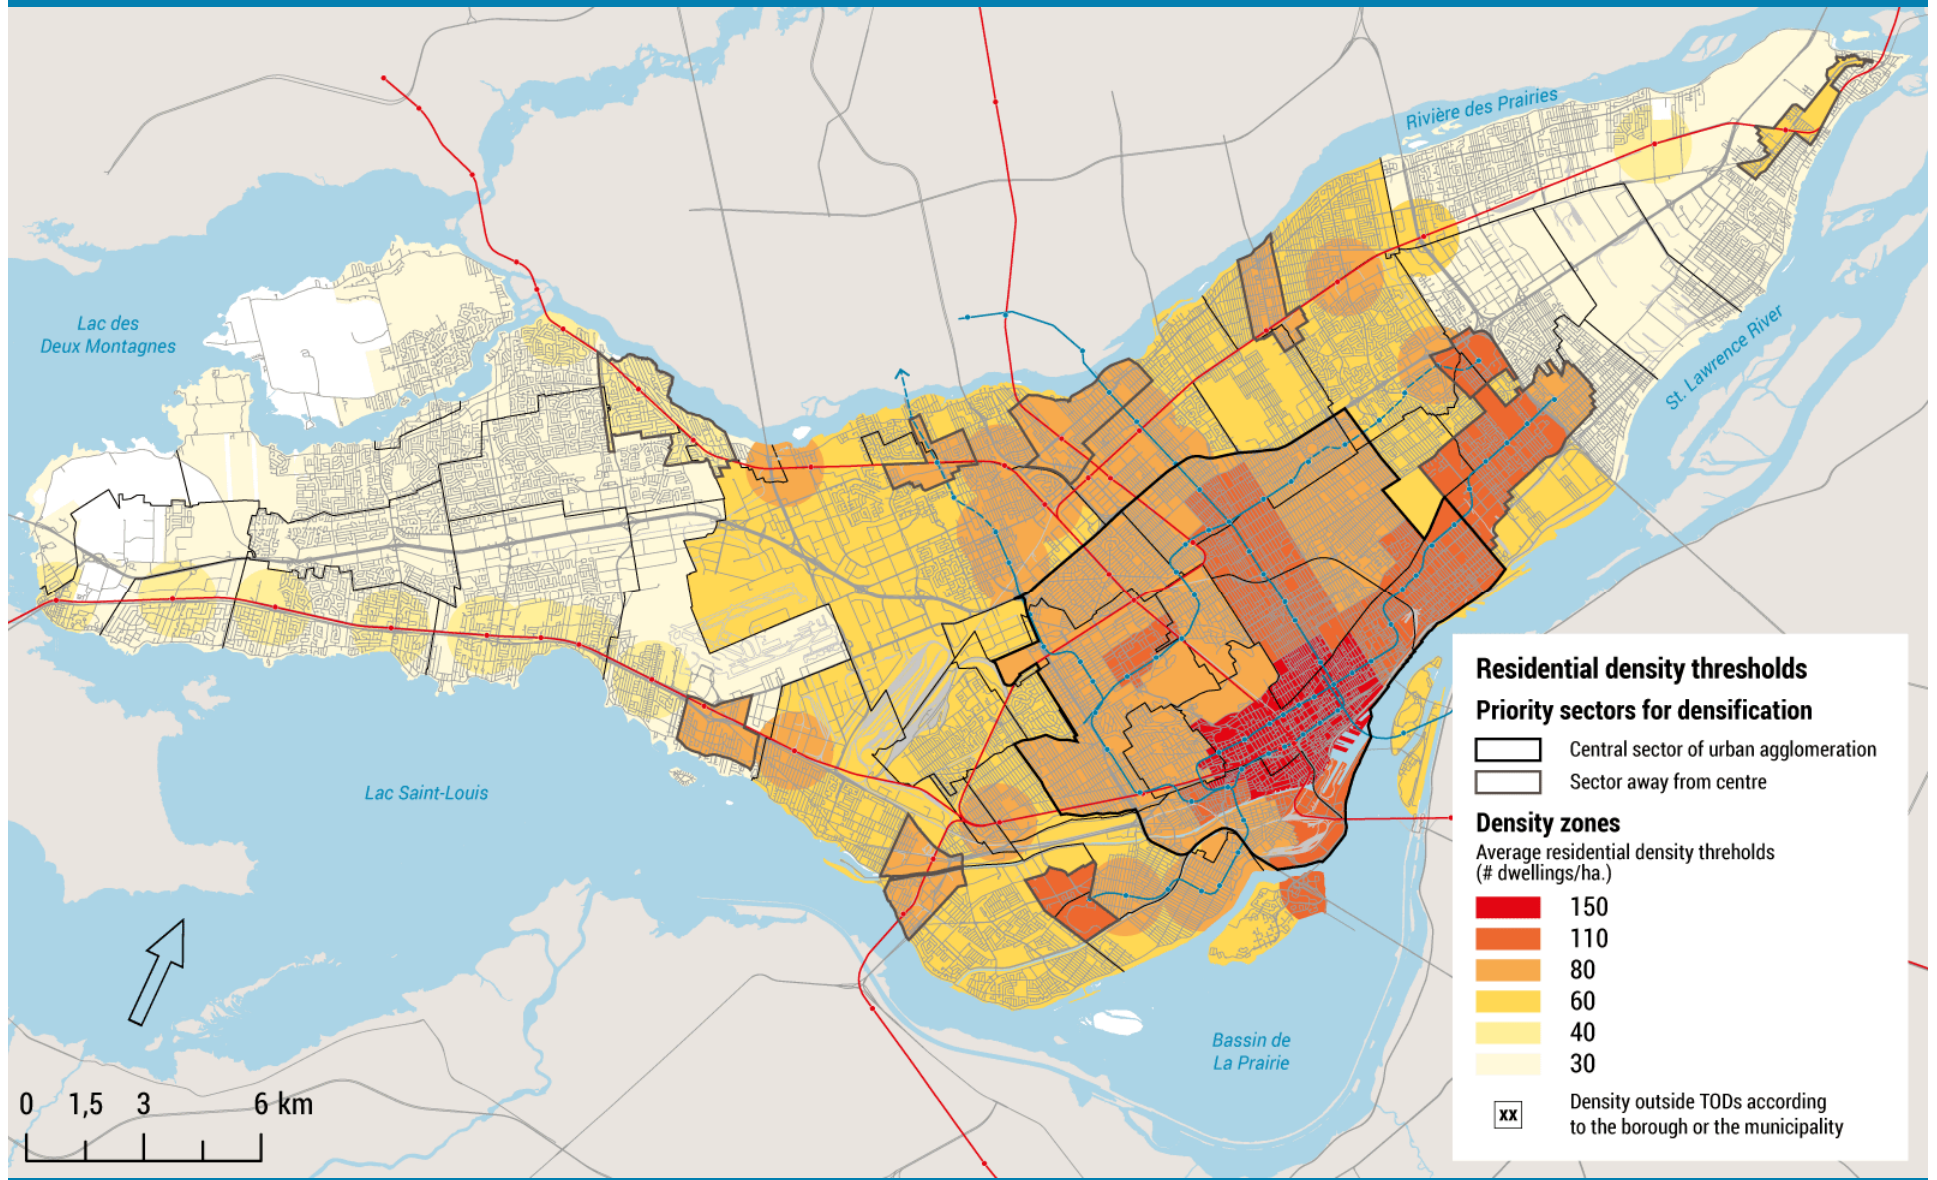 Rivière des Prairies
Lac des
Deux Montagnes
St. Lawrence River
Lac Saint-Louis
Bassin de
La Prairie
0 1,5 3 6 km
Residential density thresholds
Priority sectors for densification
Central sector of urban agglomeration
Sector away from centre
Density zones
Average residential density threholds
(# dwellings/ha.)
150
110
80
60
40
30
xx
Density outside TODs according
to the borough or the municipality